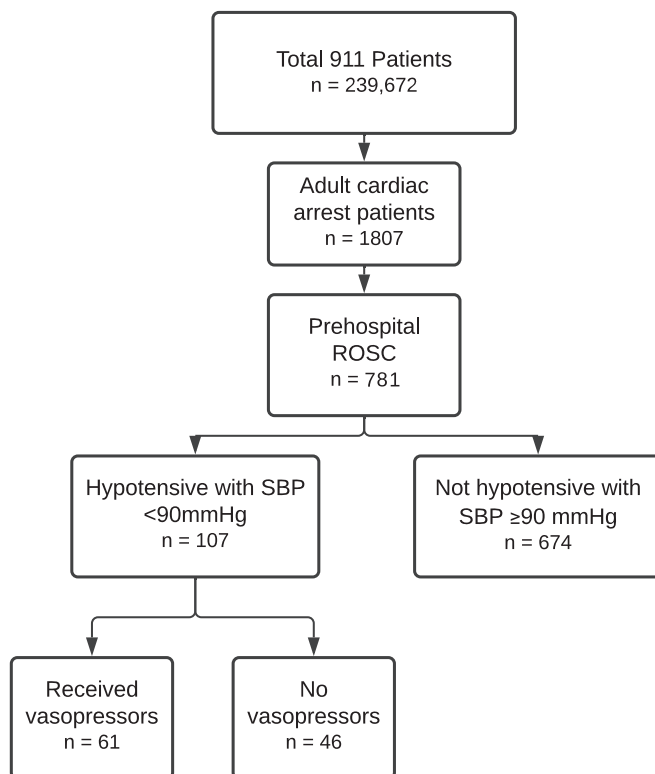 Total 911 Patients
n = 239,672
Adult cardiac
arrest patients
n = 1807
Prehospital
ROSC
n = 781
Hypotensive with SBP
<90mmHg
n = 107
Not hypotensive with
SBP ≥90 mmHg
n = 674
Received
vasopressors
n = 61
No
vasopressors
n = 46